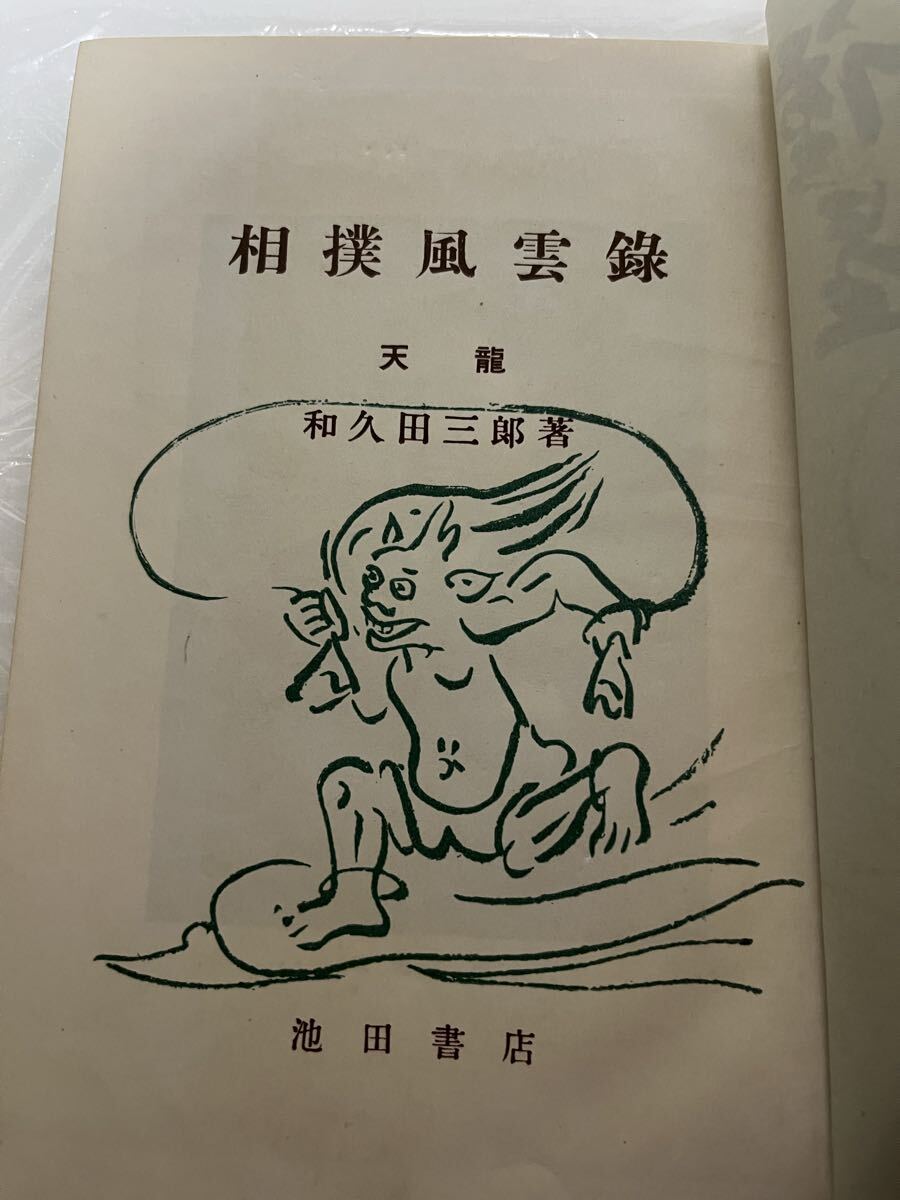 相撲風雲錄
天龍
和久田三郎著
池田書店